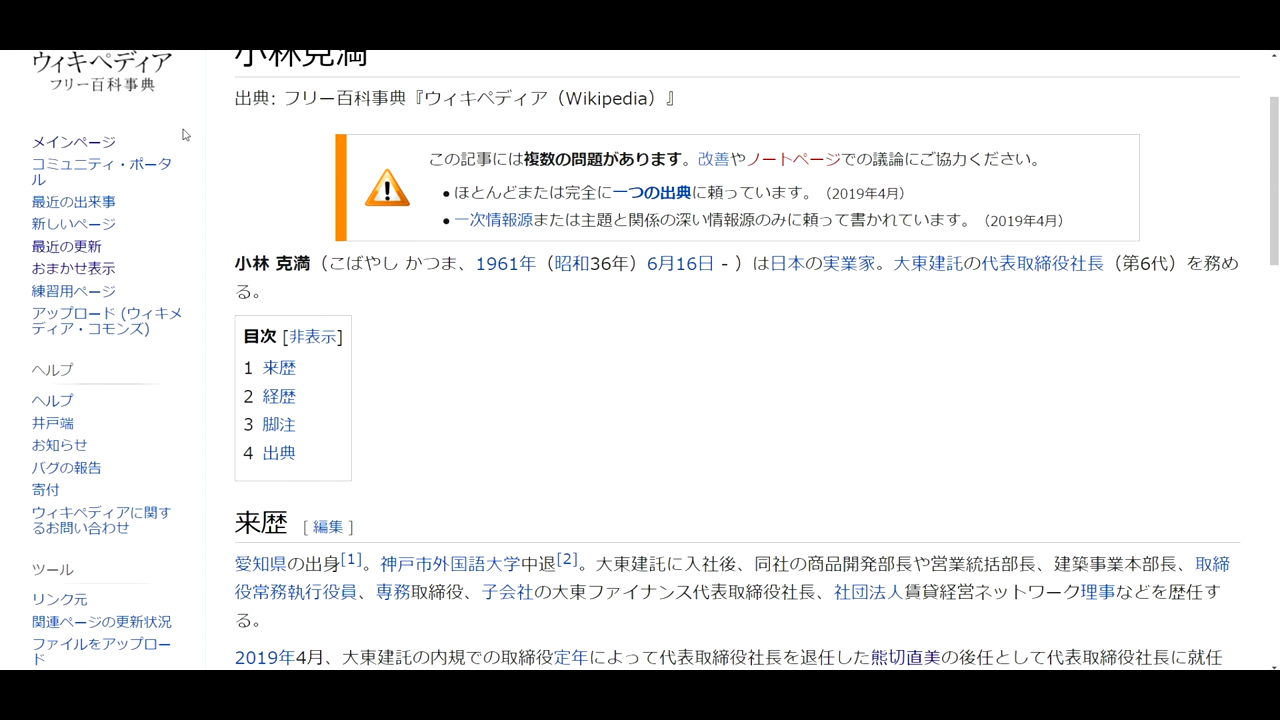 ウィキペディア
フリー百科事典
メインページ
コミュニティ・ポータ
ル
最近の出来事
新しいページ
最近の更新
おまかせ表示
練習用ページ
アップロード (ウィキメ
ディア・コモンズ)
ヘルプ
ヘルプ
井戸端
お知らせ
バグの報告
寄付
ウィキペディアに関す
るお問い合わせ
ツール
リンク元
関連ページの更新状況
ファイルをアップロー
ド
小林克満
出典: フリー百科事典『ウィキペディア（Wikipedia）』
この記事には複数の問題があります。改善やノートページでの議論にご協力ください。
• ほとんどまたは完全に一つの出典に頼っています。（2019年4月）
• 一次情報源または主題と関係の深い情報源のみに頼って書かれています。（2019年4月）
小林 克満（こばやし かつま、1961年（昭和36年）6月16日 - ）は日本の実業家。大東建託の代表取締役社長（第6代）を務め
る。
目次 [非表示]
1 来歴
2 経歴
3 脚注
4 出典
来歴 [ 編集 ]
愛知県の出身[1]。神戸市外国語大学中退[2]。大東建託に入社後、同社の商品開発部長や営業統括部長、建築事業本部長、取締
役常務執行役員、専務取締役、子会社の大東ファイナンス代表取締役社長、社団法人賃貸経営ネットワーク理事などを歴任す
る。
2019年4月、大東建託の内規での取締役定年によって代表取締役社長を退任した熊切直美の後任として代表取締役社長に就任